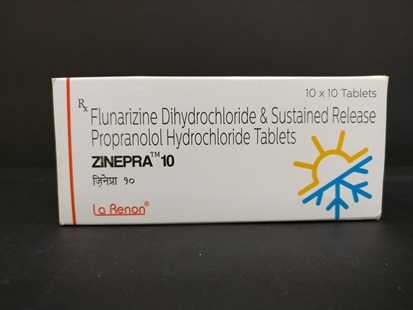 10 x 10 Tablets
Rx Flunarizine Dihydrochloride & Sustained Release
Propranolol Hydrochloride Tablets
ZINEPRA™ 10
ज़िनेप्रा १०
La Renon®